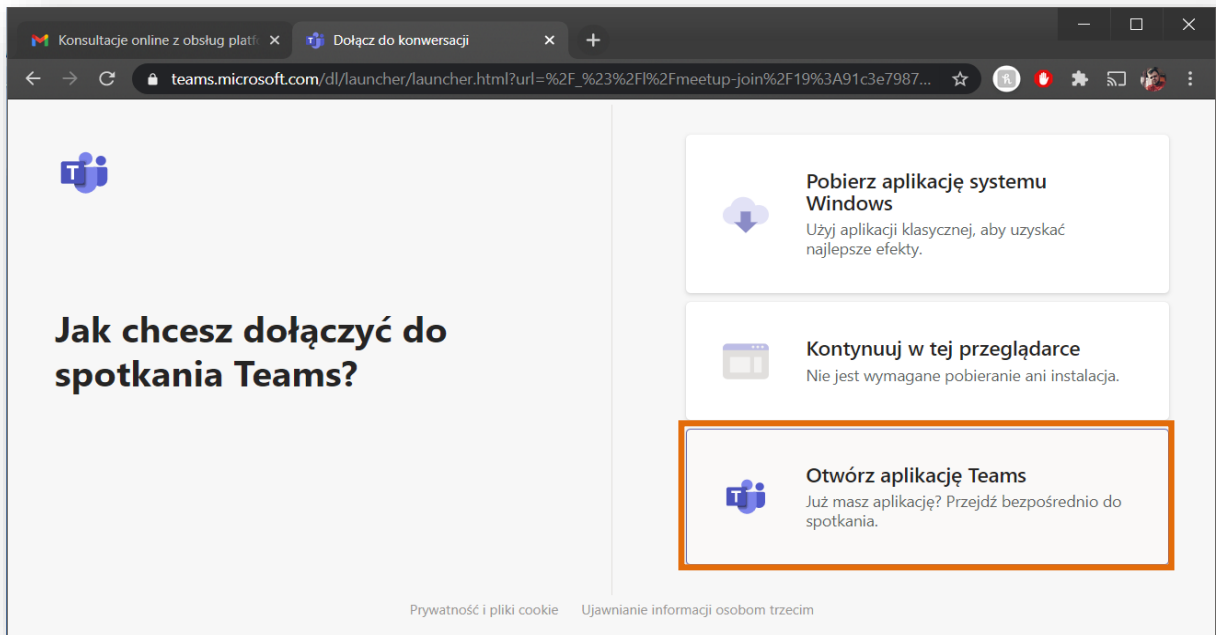 Konsultacje online z obsług platf
Dołącz do konwersacji
teams.microsoft.com/dl/launcher/launcher.html?url=%2F_%23%2Fl%2Fmeetup-join%2F19%3A91c3e7987...
Jak chcesz dołączyć do
spotkania Teams?
Pobierz aplikację systemu
Windows
Użyj aplikacji klasycznej, aby uzyskać
najlepsze efekty.
Kontynuuj w tej przeglądarce
Nie jest wymagane pobieranie ani instalacja.
Otwórz aplikację Teams
Już masz aplikację? Przejdź bezpośrednio do
spotkania.
Prywatność i pliki cookie Ujawnianie informacji osobom trzecim